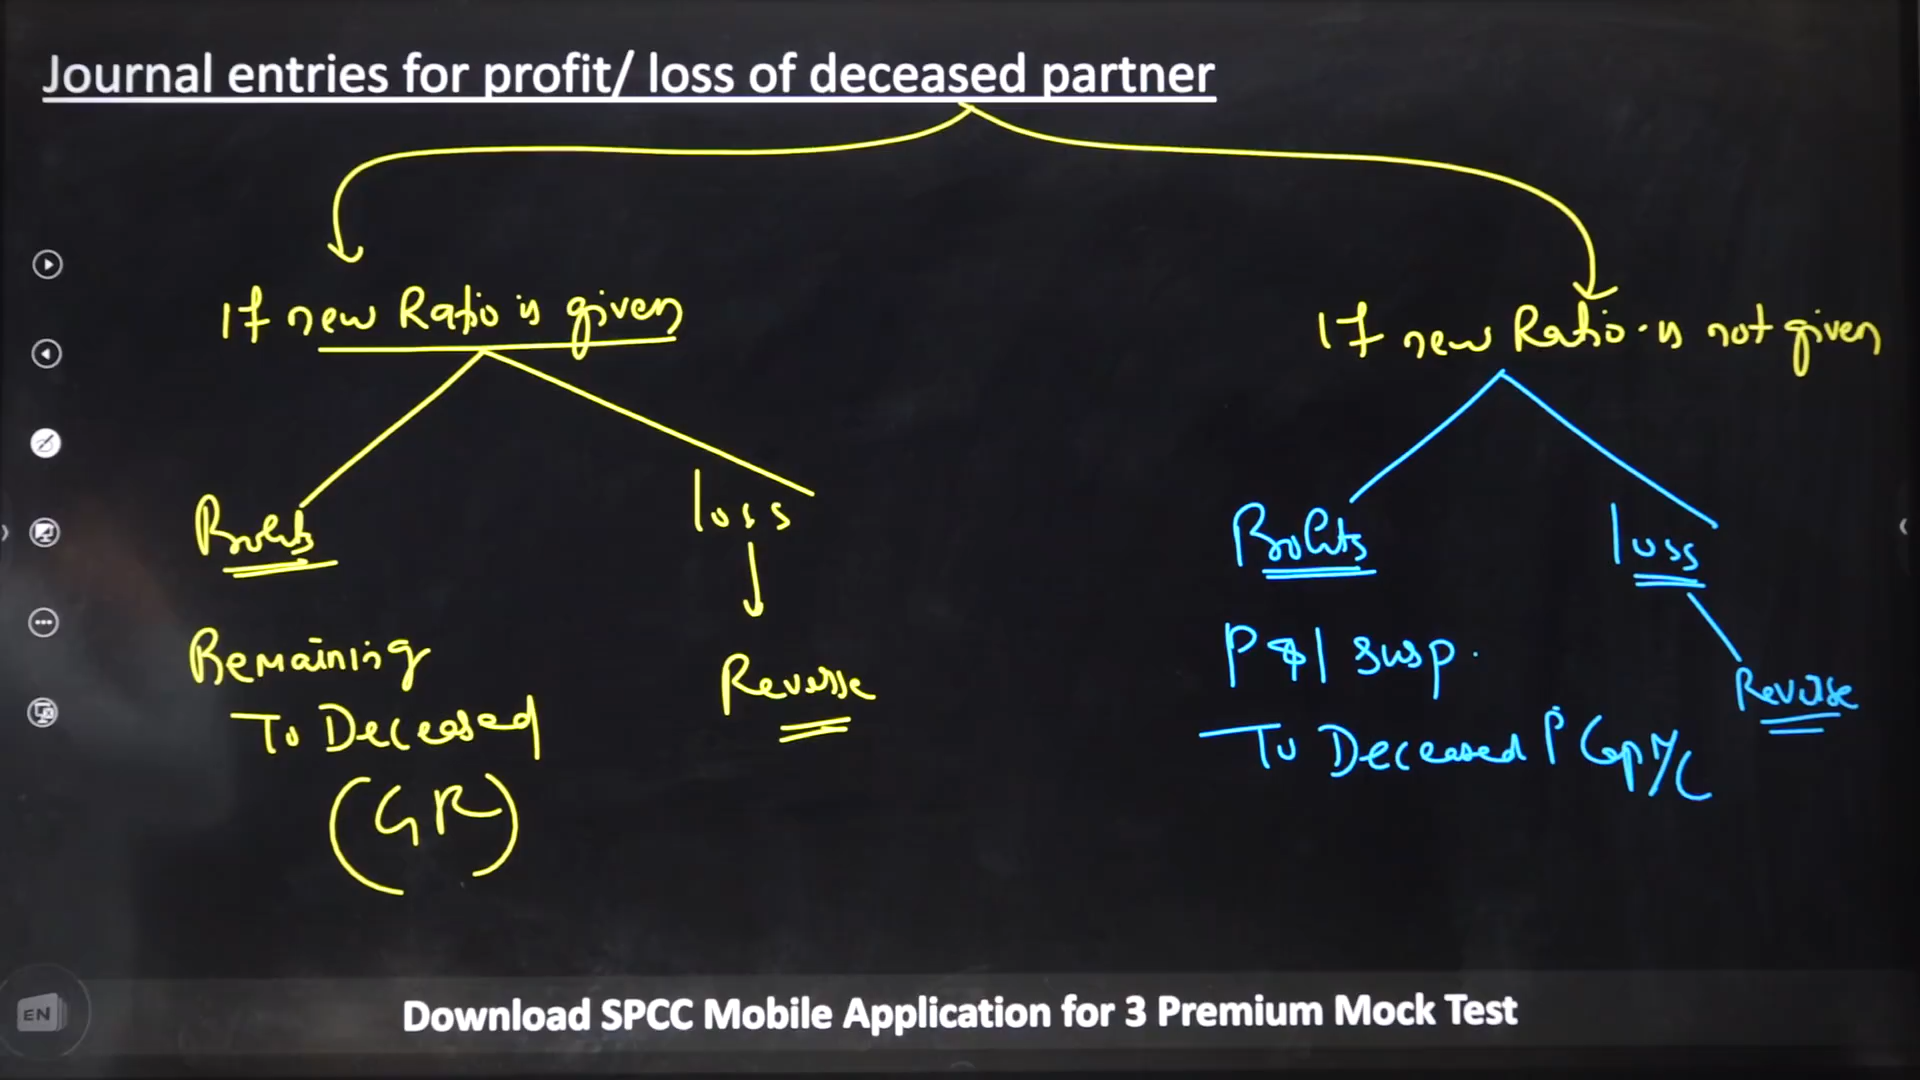 Journal entries for profit/ loss of deceased partner
If new Ratio is given
If new Ratio is not given
Profits
loss
Profits
loss
Remaining
To Deceased
(GR)
Reverse
P & l susp.
To Deceased P Cap A/C
Reverse
EN
Download SPCC Mobile Application for 3 Premium Mock Test